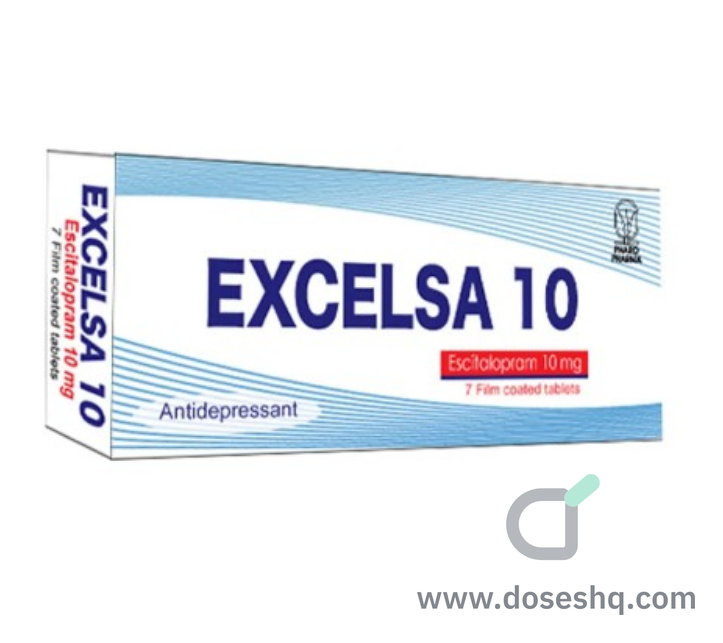 EXCELSA 10
Escitalopram 10 mg
7 Film coated tablets
PHARO
PHARMA
EXCELSA 10
Escitalopram 10 mg
7 Film coated tablets
Antidepressant
www.doseshq.com